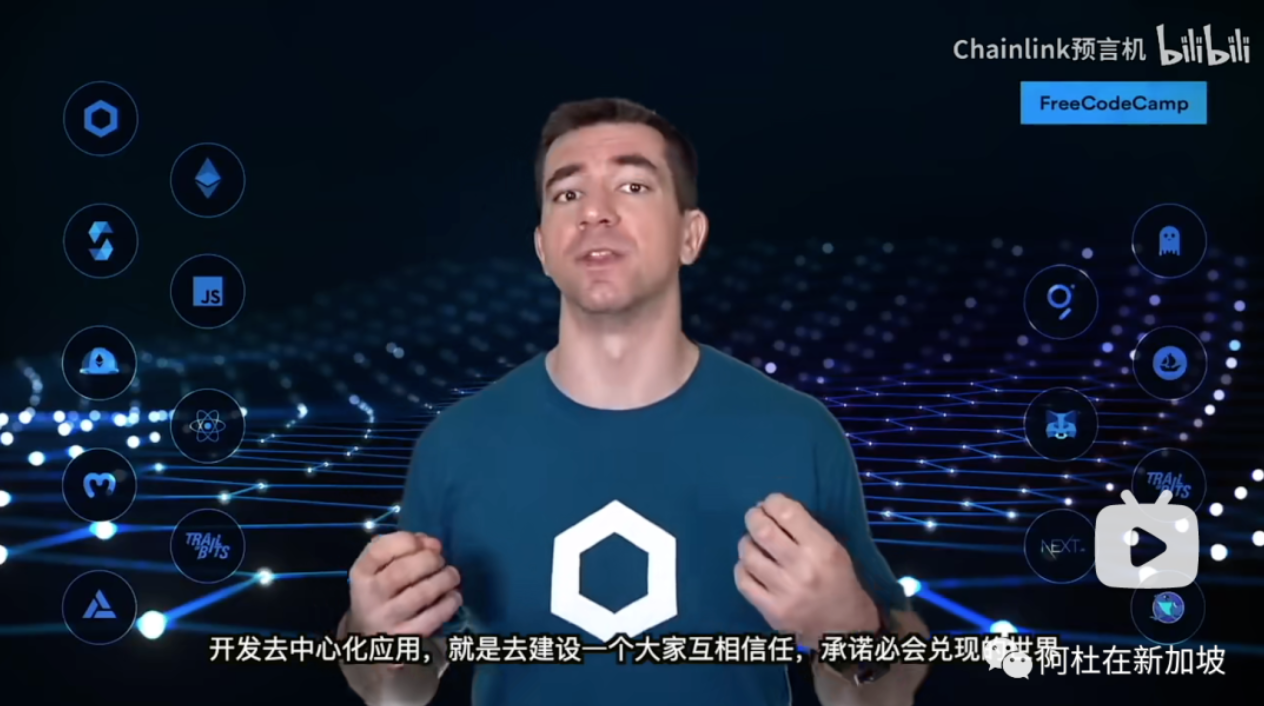 Chainlink预言机 bilibili
FreeCodeCamp
JS
TRAIL OF BITS
TRAIL OF BITS
NEXT.
开发去中心化应用，就是去建设一个大家互相信任，承诺必会兑现的世界
阿杜在新加坡